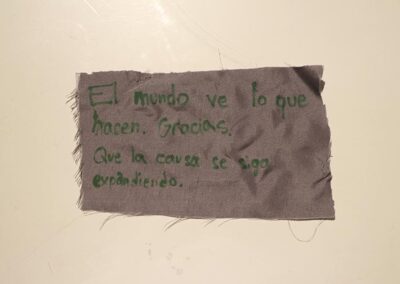 El mundo ve lo que
hacen. Gracias.
Que la causa se siga
expandiendo.